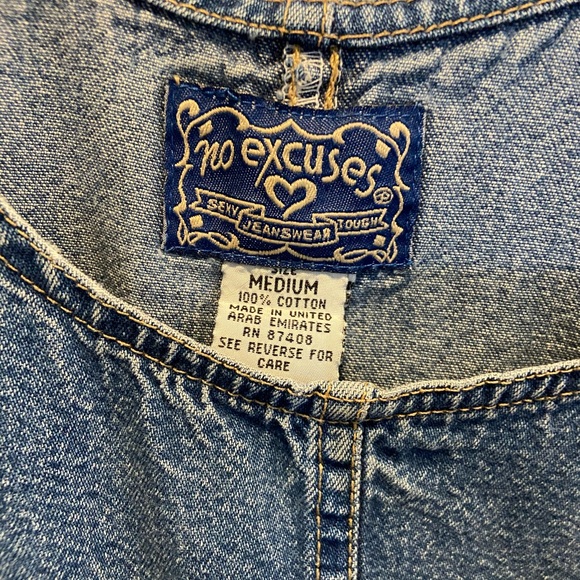 no excuses ®
SEXY JEANSWEAR TOUGH
SIZE
MEDIUM
100% COTTON
MADE IN UNITED
ARAB EMIRATES
RN 87408
SEE REVERSE FOR
CARE